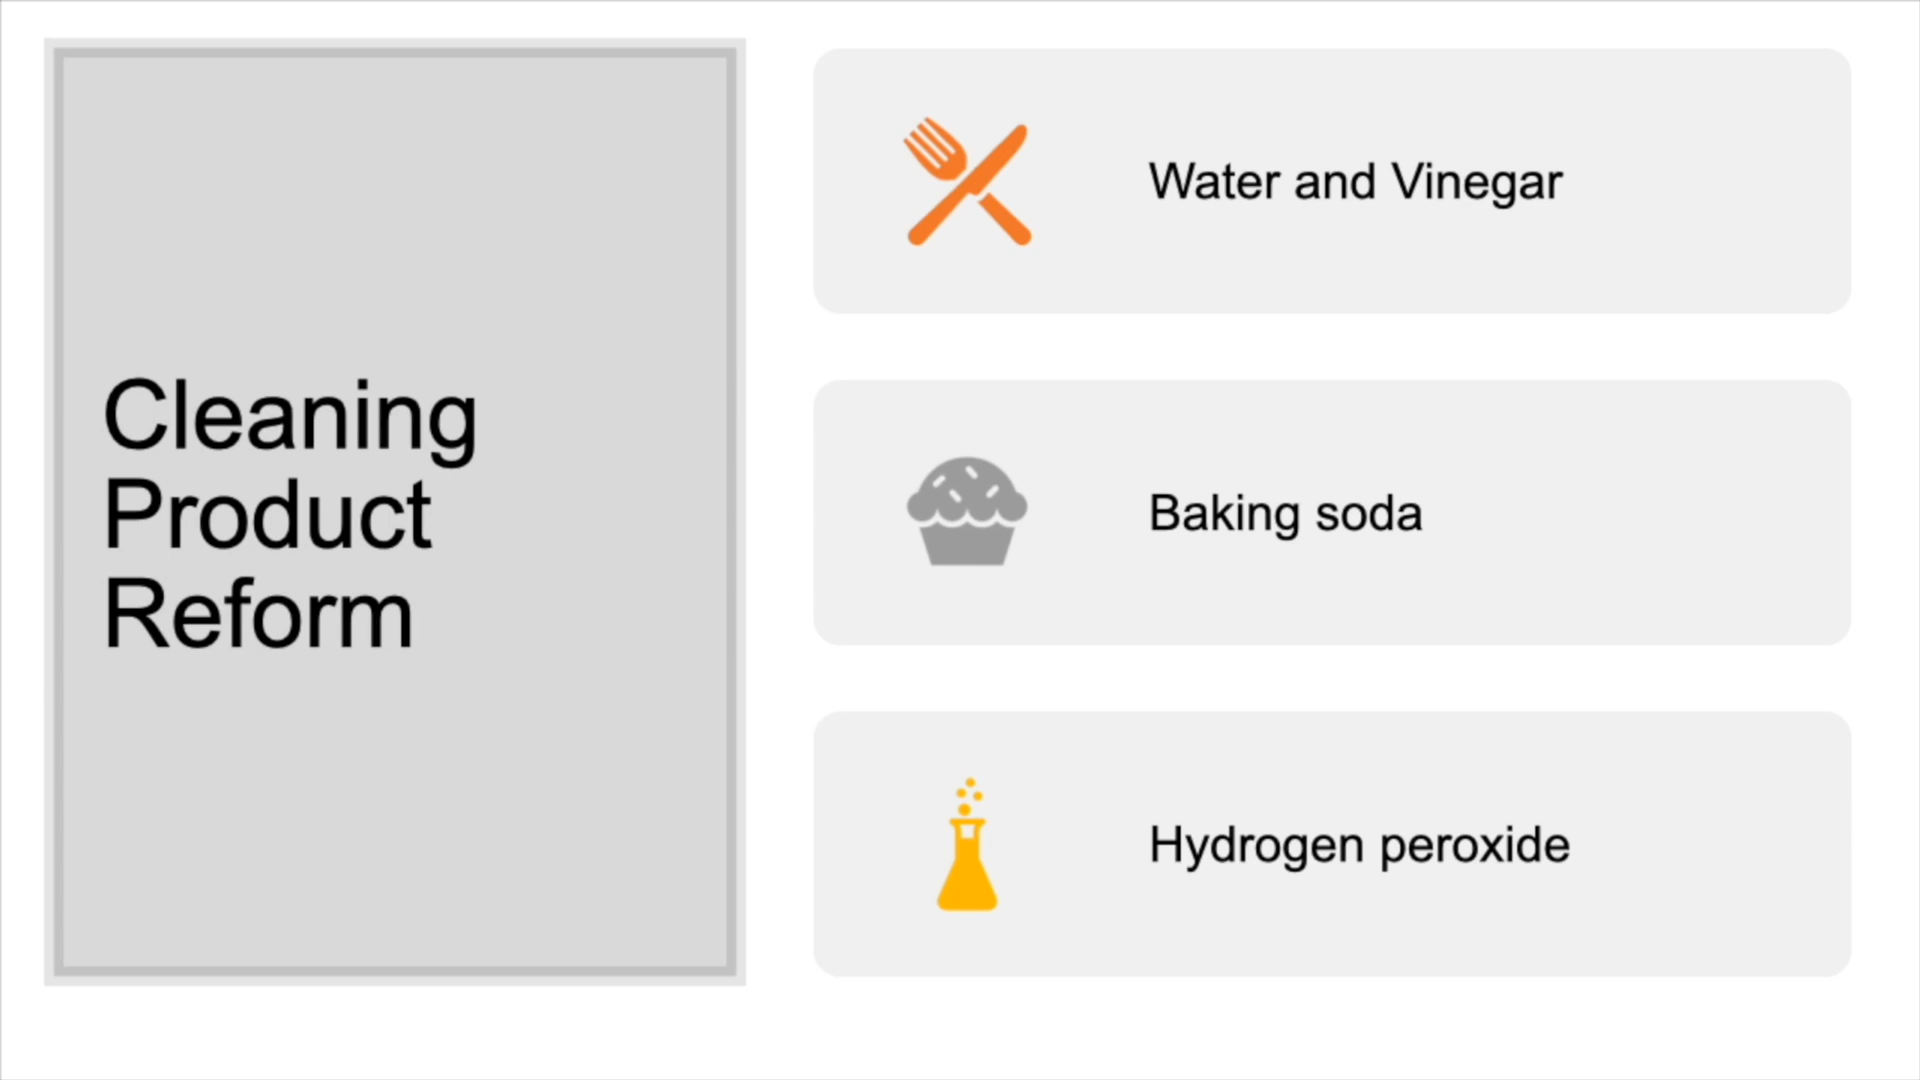 Cleaning
Product
Reform
Water and Vinegar
Baking soda
Hydrogen peroxide